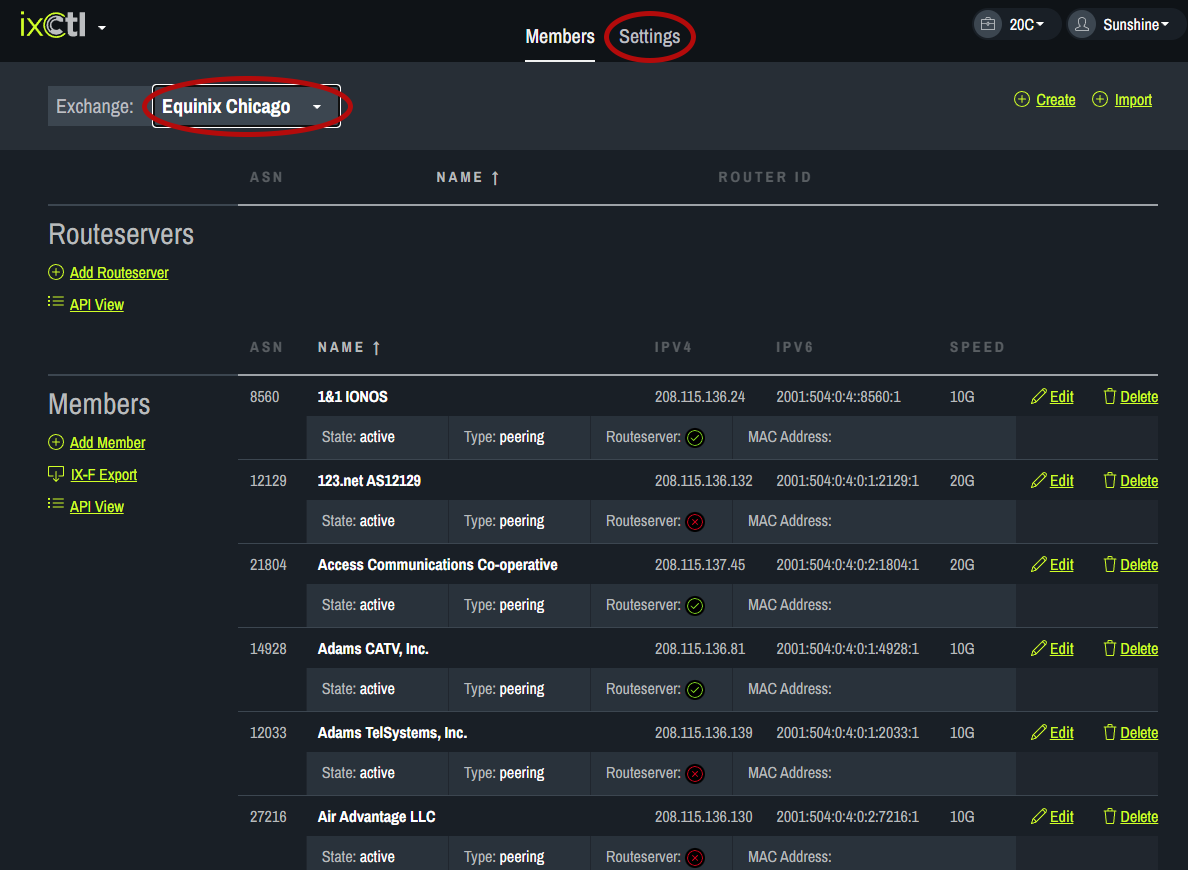 ixCtl
Members Settings
20C Sunshine
Exchange: Equinix Chicago
Create Import
ASN NAME ↑ ROUTER ID
Routeservers
Add Routeserver
API View
ASN NAME ↑ IPV4 IPV6 SPEED
Members
Add Member
IX-F Export
API View
8560 1&1 IONOS 208.115.136.24 2001:504:0:4::8560:1 10G Edit Delete
State: active Type: peering Routeserver: MAC Address:
12129 123.net AS12129 208.115.136.132 2001:504:0:4:0:1:2129:1 20G Edit Delete
State: active Type: peering Routeserver: MAC Address:
21804 Access Communications Co-operative 208.115.137.45 2001:504:0:4:0:2:1804:1 20G Edit Delete
State: active Type: peering Routeserver: MAC Address:
14928 Adams CATV, Inc. 208.115.136.81 2001:504:0:4:0:1:4928:1 10G Edit Delete
State: active Type: peering Routeserver: MAC Address:
12033 Adams TelSystems, Inc. 208.115.136.139 2001:504:0:4:0:1:2033:1 10G Edit Delete
State: active Type: peering Routeserver: MAC Address:
27216 Air Advantage LLC 208.115.136.130 2001:504:0:4:0:2:7216:1 10G Edit Delete
State: active Type: peering Routeserver: MAC Address: